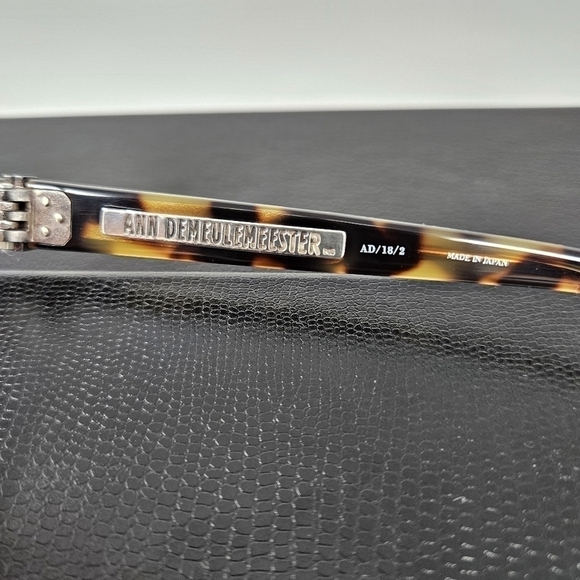 ANN DEMEULEMEESTER
AD/18/2
MADE IN JAPAN